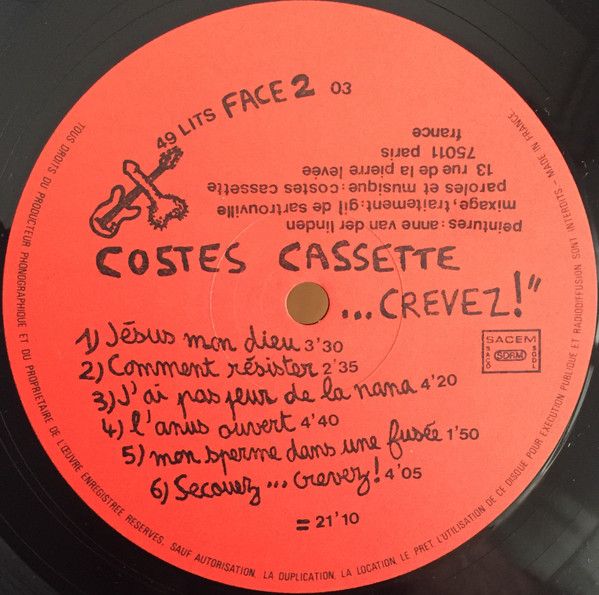 49 LITS FACE 2 03
peintures: anne van der linden
mixage, traitement: gil de sartrouville
paroles et musique: costes cassette
13 rue de la pierre levée
75011 paris
france
COSTES CASSETTE
...CREVEZ!"
1) Jésus mon dieu 3'30
2) Comment résister 2'35
3) J'ai pas peur de la nana 4'20
4) l'anus ouvert 4'40
5) mon sperme dans une fusée 1'50
6) Secouez ... crevez! 4'05
= 21'10
SACEM
SACD SDRM SGDL
TOUS DROITS DU PRODUCTEUR PHONOGRAPHIQUE ET DU PROPRIETAIRE DE L'ŒUVRE ENREGISTREE RESERVES. SAUF AUTORISATION, LA DUPLICATION, LA LOCATION, LE PRET, L'UTILISATION DE CE DISQUE POUR EXECUTION PUBLIQUE ET RADIODIFFUSION SONT INTERDITS - MADE IN FRANCE.